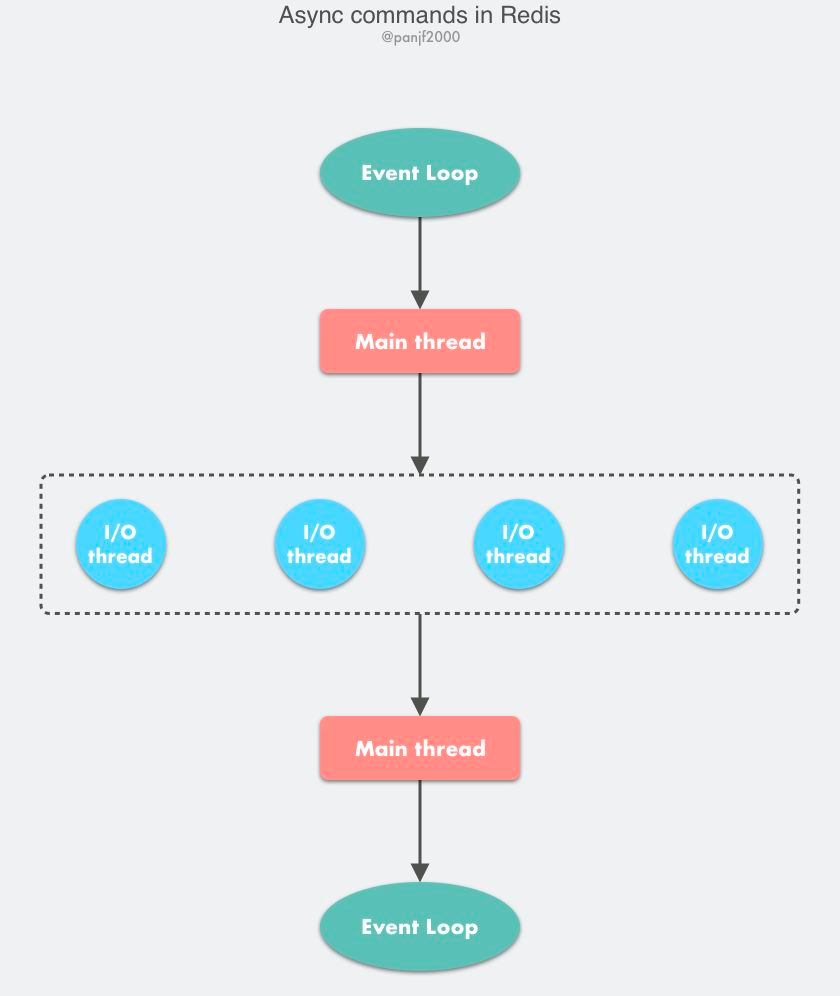 Async commands in Redis
@panjf2000
Event Loop
Main thread
I/O
thread
I/O
thread
I/O
thread
I/O
thread
Main thread
Event Loop